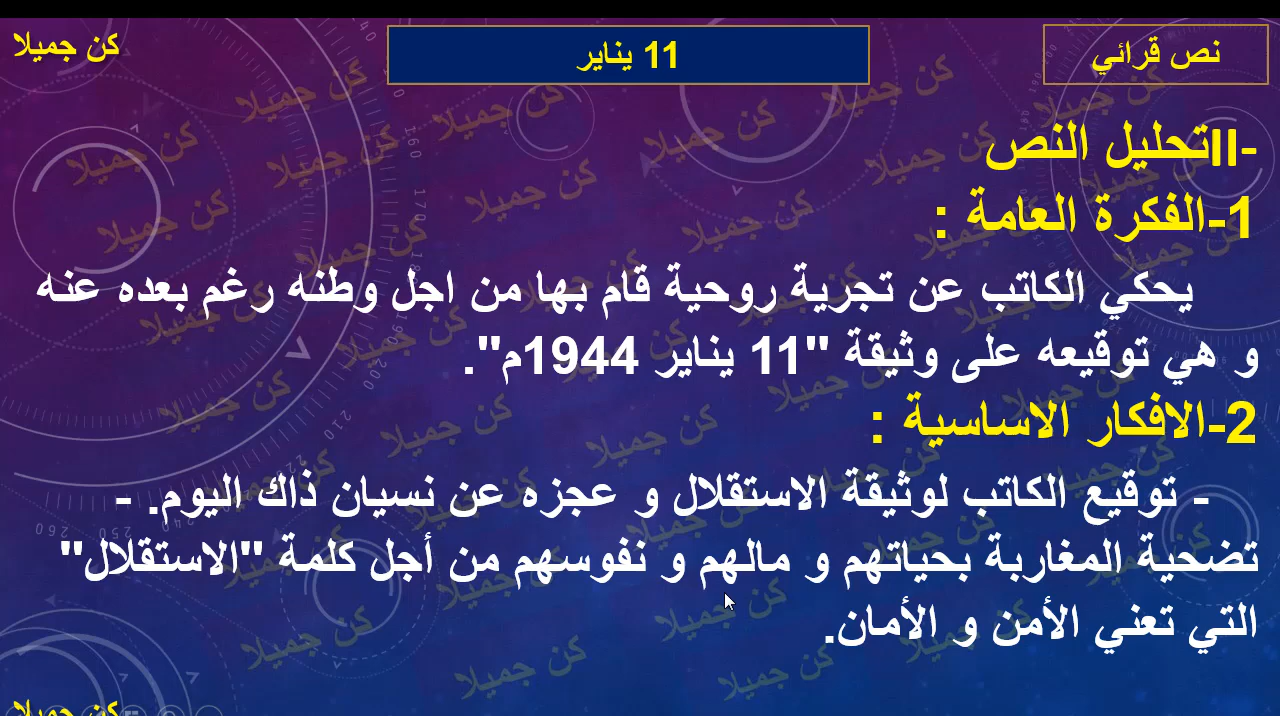 نص قرائي
11 يناير
كن جميلا
II-تحليل النص
1-الفكرة العامة :
يحكي الكاتب عن تجربة روحية قام بها من اجل وطنه رغم بعده عنه
و هي توقيعه على وثيقة "11 يناير 1944م".
2-الافكار الاساسية :
- توقيع الكاتب لوثيقة الاستقلال و عجزه عن نسيان ذاك اليوم. -
تضحية المغاربة بحياتهم و مالهم و نفوسهم من أجل كلمة "الاستقلال"
التي تعني الأمن و الأمان.
كن جميلا